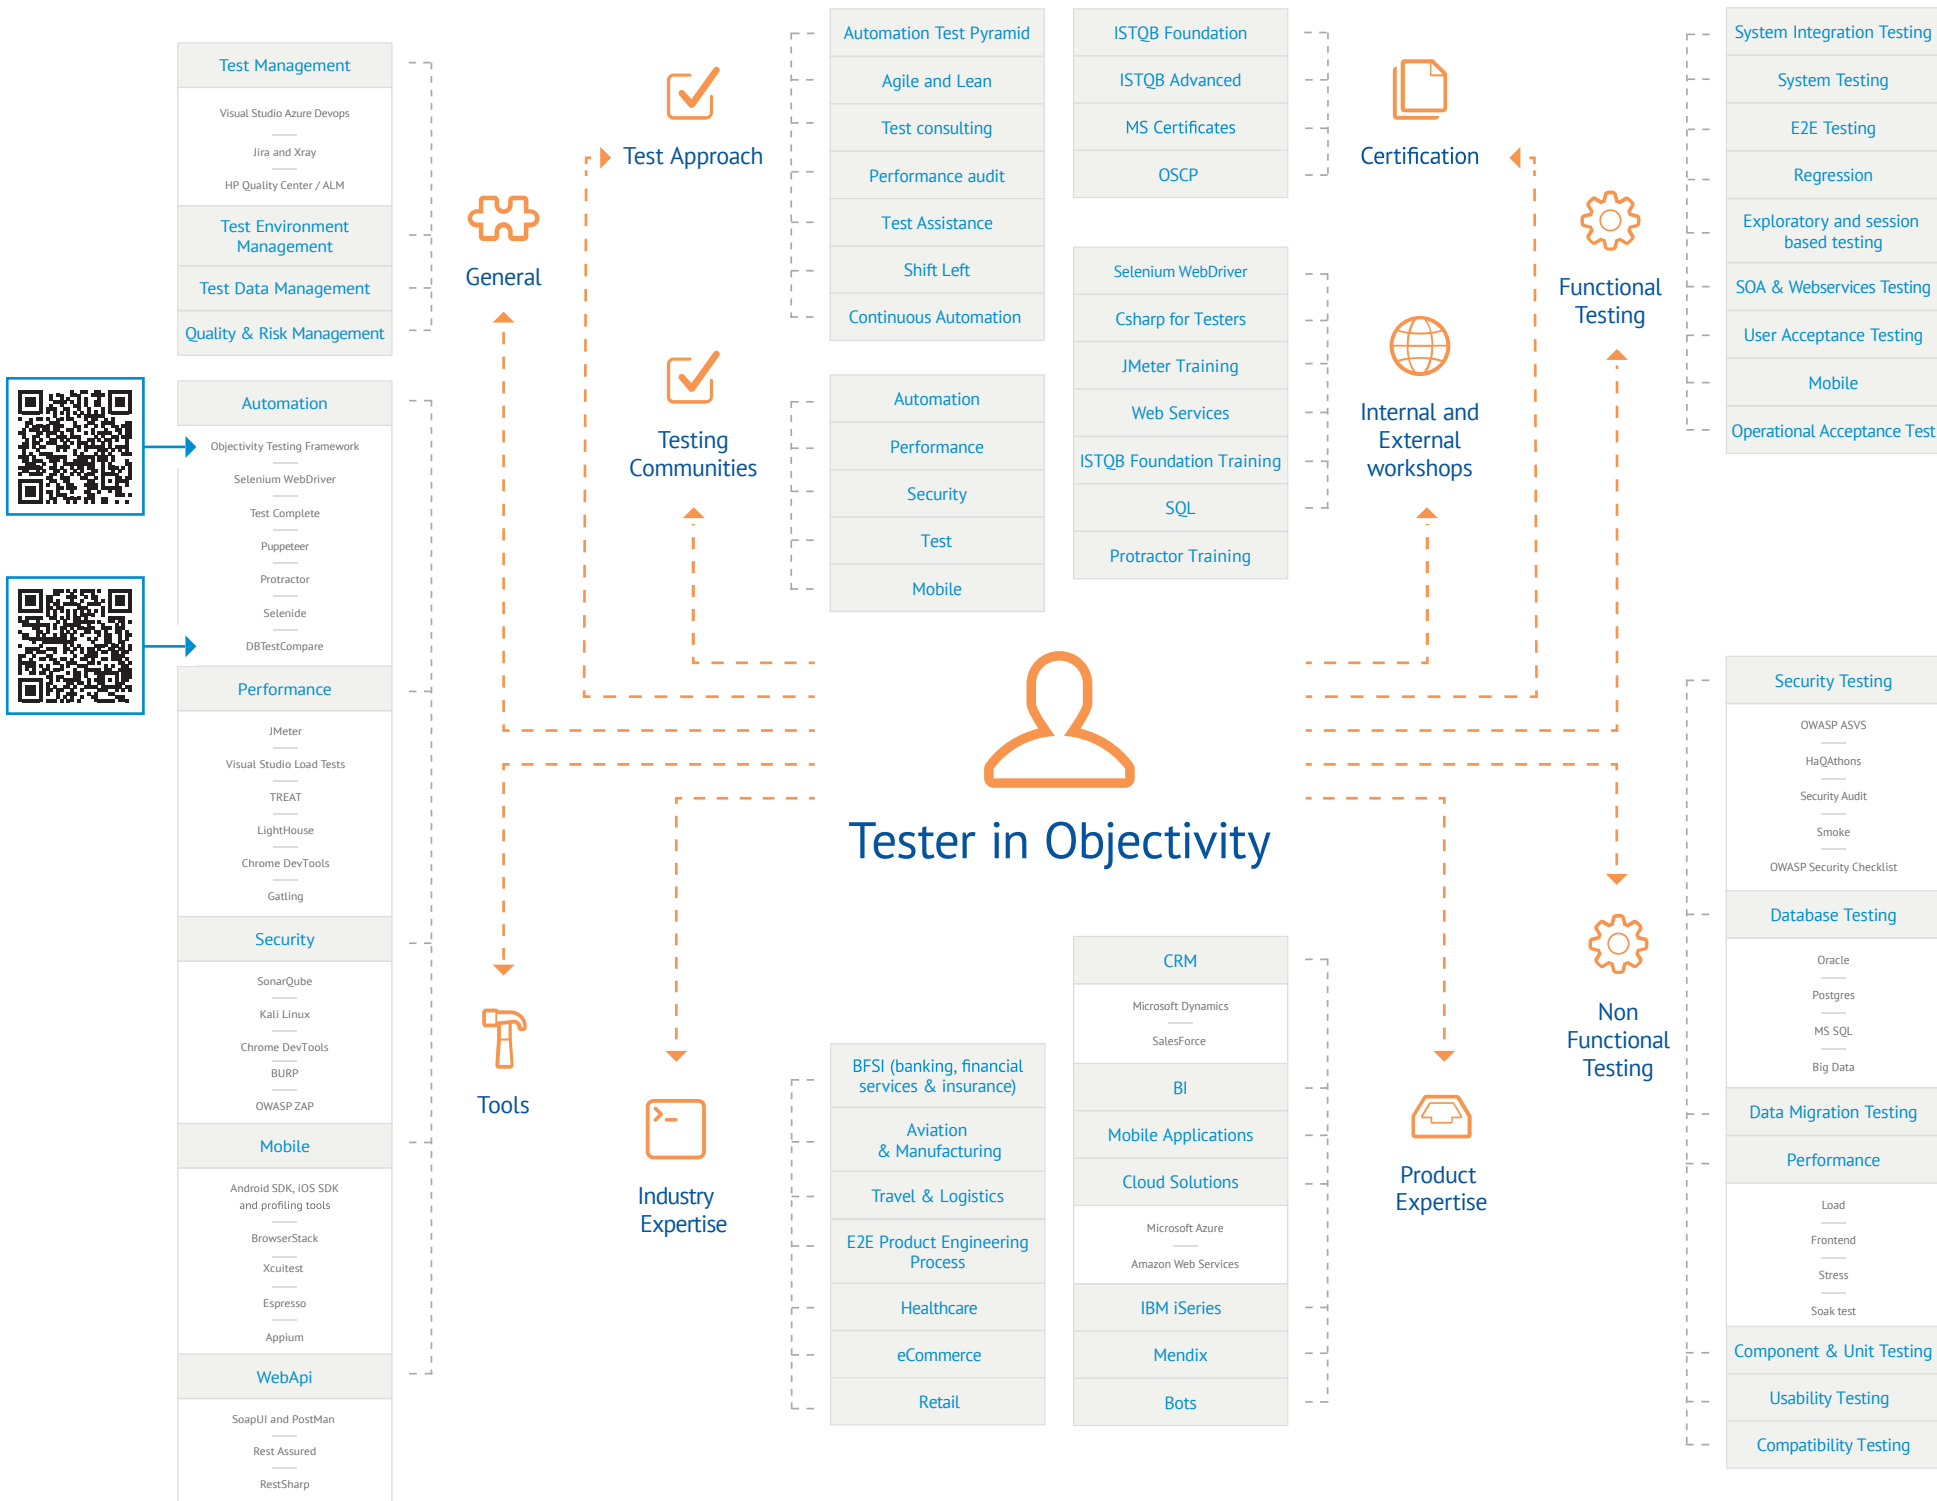 Test Management
Visual Studio Azure Devops
Jira and Xray
HP Quality Center / ALM
Test Environment
Management
Test Data Management
Quality & Risk Management
General
Automation
Objectivity Testing Framework
Selenium WebDriver
Test Complete
Puppeteer
Protractor
Selenide
DBTestCompare
Performance
JMeter
Visual Studio Load Tests
TREAT
LightHouse
Chrome DevTools
Gatling
Security
SonarQube
Kali Linux
Chrome DevTools
BURP
OWASP ZAP
Mobile
Android SDK, iOS SDK
and profiling tools
BrowserStack
Xcuitest
Espresso
Appium
WebApi
SoapUI and PostMan
Rest Assured
RestSharp
Tools
Test Approach
Automation Test Pyramid
Agile and Lean
Test consulting
Performance audit
Test Assistance
Shift Left
Continuous Automation
Testing
Communities
Automation
Performance
Security
Test
Mobile
ISTQB Foundation
ISTQB Advanced
MS Certificates
OSCP
Certification
Selenium WebDriver
Csharp for Testers
JMeter Training
Web Services
ISTQB Foundation Training
SQL
Protractor Training
Internal and
External
workshops
Functional
Testing
System Integration Testing
System Testing
E2E Testing
Regression
Exploratory and session
based testing
SOA & Webservices Testing
User Acceptance Testing
Mobile
Operational Acceptance Test
Tester in Objectivity
Industry
Expertise
BFSI (banking, financial
services & insurance)
Aviation
& Manufacturing
Travel & Logistics
E2E Product Engineering
Process
Healthcare
eCommerce
Retail
CRM
Microsoft Dynamics
SalesForce
BI
Mobile Applications
Cloud Solutions
Microsoft Azure
Amazon Web Services
IBM iSeries
Mendix
Bots
Product
Expertise
Non
Functional
Testing
Security Testing
OWASP ASVS
HaQAthons
Security Audit
Smoke
OWASP Security Checklist
Database Testing
Oracle
Postgres
MS SQL
Big Data
Data Migration Testing
Performance
Load
Frontend
Stress
Soak test
Component & Unit Testing
Usability Testing
Compatibility Testing